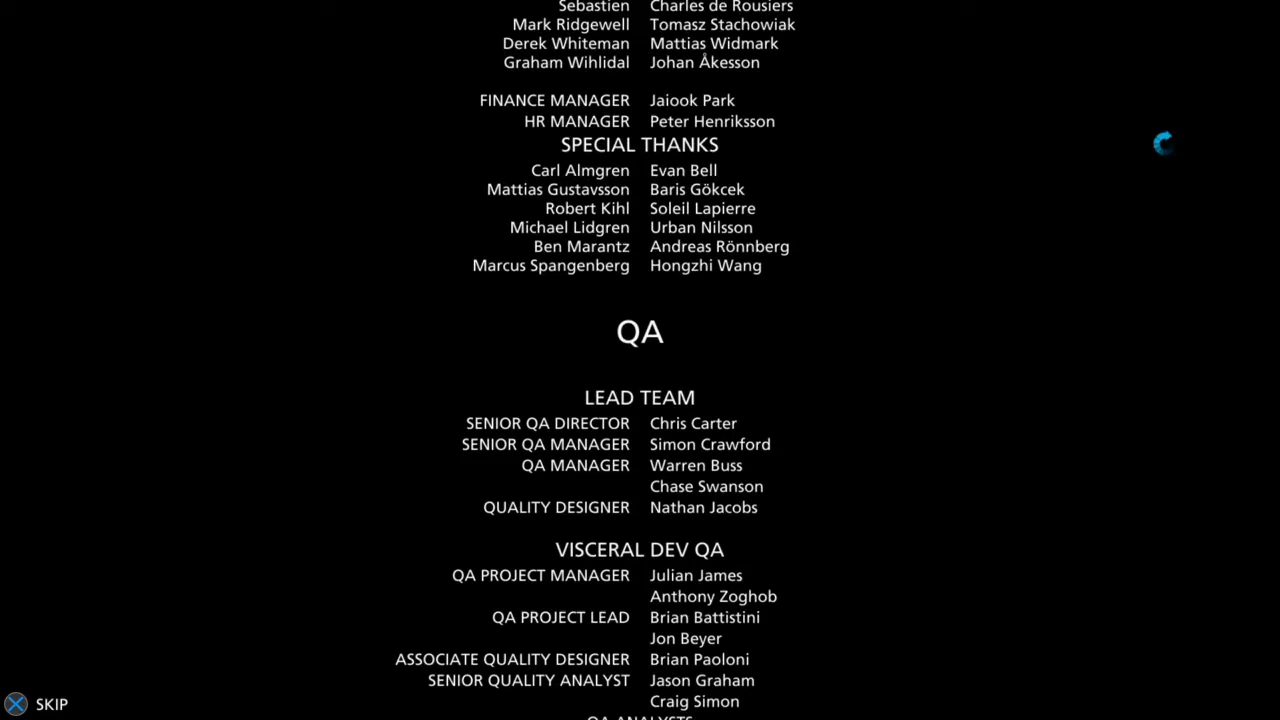 Sebastien Charles de Rousiers
Mark Ridgewell Tomasz Stachowiak
Derek Whiteman Mattias Widmark
Graham Wihlidal Johan Åkesson
FINANCE MANAGER Jaiook Park
HR MANAGER Peter Henriksson
SPECIAL THANKS
Carl Almgren Evan Bell
Mattias Gustavsson Baris Gökcek
Robert Kihl Soleil Lapierre
Michael Lidgren Urban Nilsson
Ben Marantz Andreas Rönnberg
Marcus Spangenberg Hongzhi Wang
QA
LEAD TEAM
SENIOR QA DIRECTOR Chris Carter
SENIOR QA MANAGER Simon Crawford
QA MANAGER Warren Buss
Chase Swanson
QUALITY DESIGNER Nathan Jacobs
VISCERAL DEV QA
QA PROJECT MANAGER Julian James
Anthony Zoghob
QA PROJECT LEAD Brian Battistini
Jon Beyer
ASSOCIATE QUALITY DESIGNER Brian Paoloni
SENIOR QUALITY ANALYST Jason Graham
Craig Simon
SKIP
QA ANALYSTS